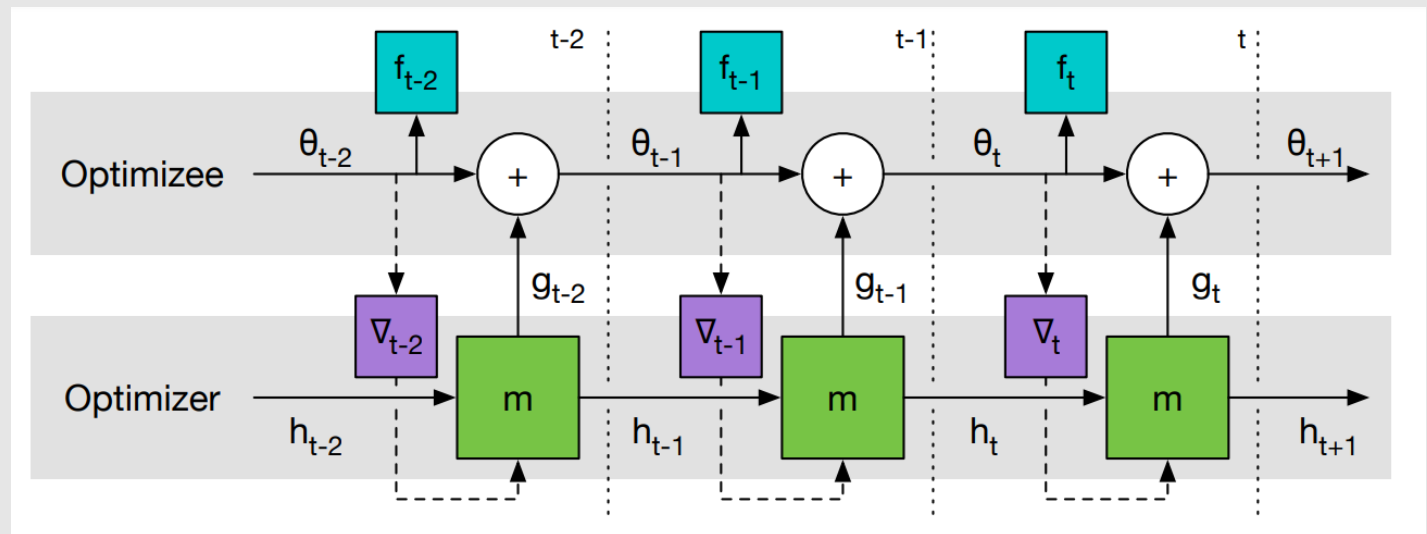 t-2 t-1 t
f_{t-2} f_{t-1} f_t
θ_{t-2} θ_{t-1} θ_t θ_{t+1}
Optimizee + + +
g_{t-2} g_{t-1} g_t
∇_{t-2} ∇_{t-1} ∇_t
Optimizer m m m
h_{t-2} h_{t-1} h_t h_{t+1}